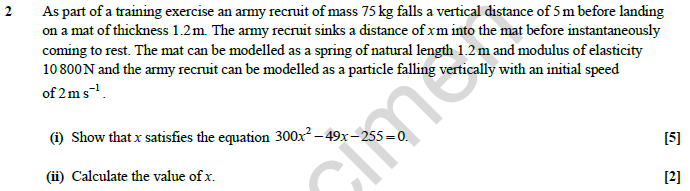 2 As part of a training exercise an army recruit of mass 75 kg falls a vertical distance of 5 m before landing
on a mat of thickness 1.2 m. The army recruit sinks a distance of x m into the mat before instantaneously
coming to rest. The mat can be modelled as a spring of natural length 1.2 m and modulus of elasticity
10 800 N and the army recruit can be modelled as a particle falling vertically with an initial speed
of 2 m s⁻¹.
(i) Show that x satisfies the equation 300x² − 49x − 255 = 0. [5]
(ii) Calculate the value of x. [2]
cimen